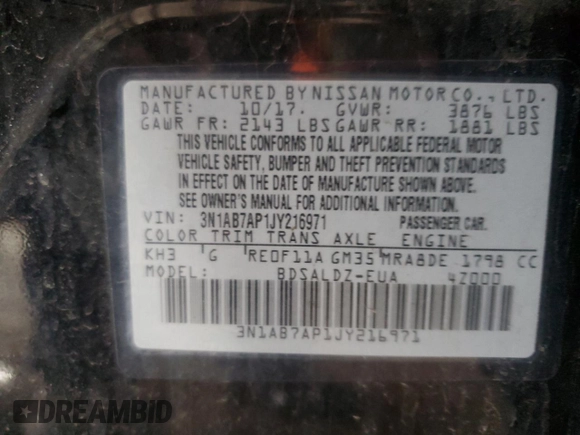 MANUFACTURED BY NISSAN MOTOR CO., LTD.
DATE: 10/17. GVWR: 3876 LBS
GAWR FR: 2143 LBS GAWR RR: 1881 LBS
THIS VEHICLE CONFORMS TO ALL APPLICABLE FEDERAL MOTOR
VEHICLE SAFETY, BUMPER AND THEFT PREVENTION STANDARDS
IN EFFECT ON THE DATE OF MANUFACTURE SHOWN ABOVE.
SEE OWNER'S MANUAL FOR ADDITIONAL INFORMATION.
VIN: 3N1AB7AP1JY216971 PASSENGER CAR.
COLOR TRIM TRANS AXLE ENGINE
KH3 G RE0F11A GM35 MRA8DE 1798 CC
MODEL: BDSALDZ-EUA 4Z000
3N1AB7AP1JY216971
DREAMBID